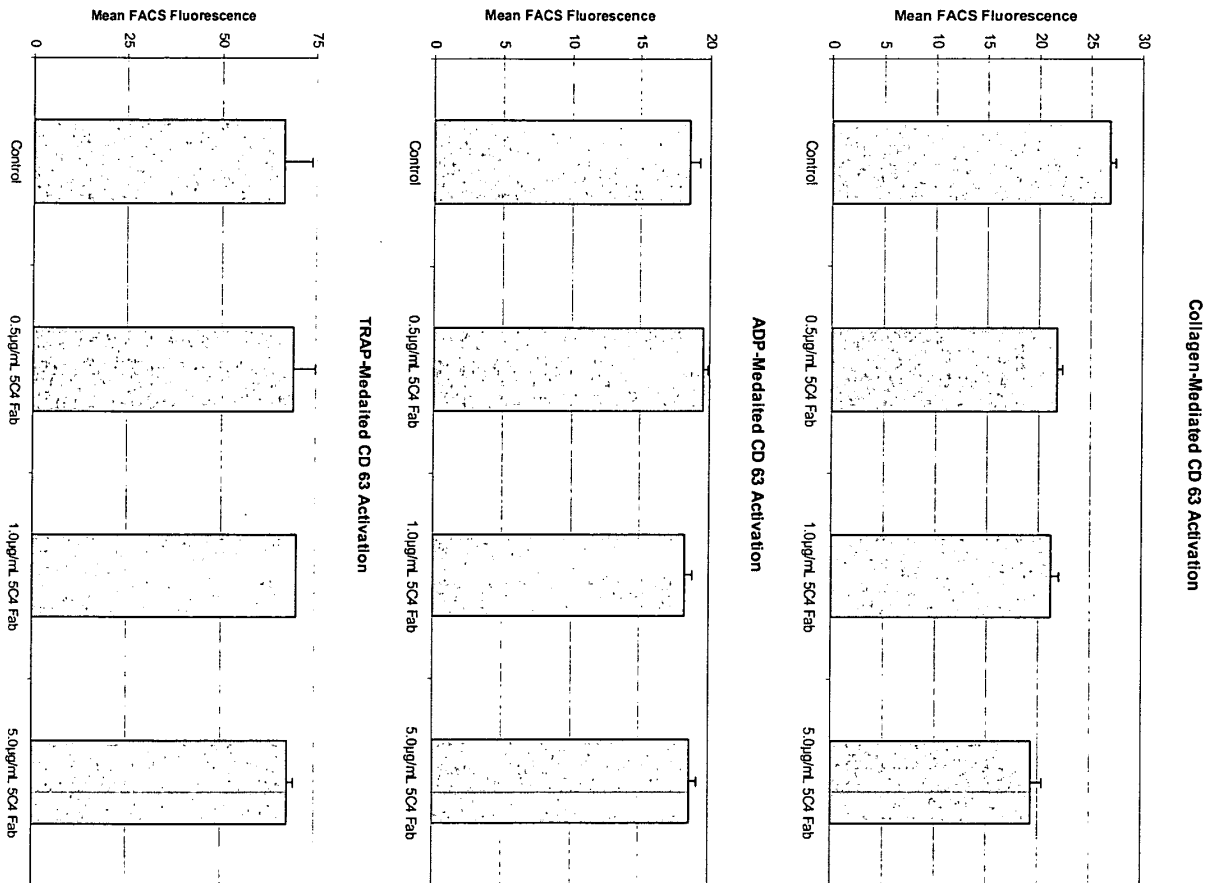 Collagen-Mediated CD 63 Activation
Mean FACS Fluorescence
30
25
20
15
10
5
0
Control
0.5µg/mL 5C4 Fab
1.0µg/mL 5C4 Fab
5.0µg/mL 5C4 Fab
ADP-Medaited CD 63 Activation
Mean FACS Fluorescence
20
15
10
5
0
Control
0.5µg/mL 5C4 Fab
1.0µg/mL 5C4 Fab
5.0µg/mL 5C4 Fab
TRAP-Medaited CD 63 Activation
Mean FACS Fluorescence
75
50
25
0
Control
0.5µg/mL 5C4 Fab
1.0µg/mL 5C4 Fab
5.0µg/mL 5C4 Fab